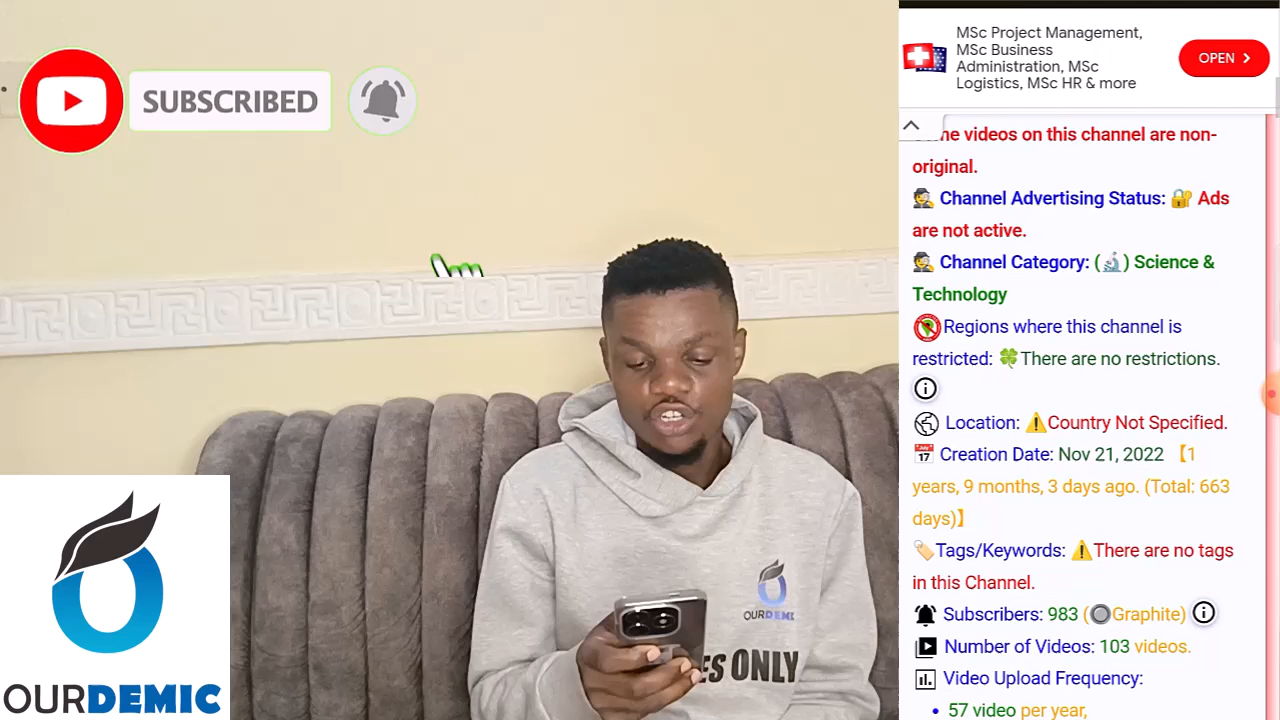 SUBSCRIBED
MSc Project Management,
MSc Business
Administration, MSc
Logistics, MSc HR & more
OPEN
videos on this channel are non-
original.
Channel Advertising Status: Ads
are not active.
Channel Category: ( ) Science &
Technology
Regions where this channel is
restricted: There are no restrictions.
Location: Country Not Specified.
Creation Date: Nov 21, 2022 【1
years, 9 months, 3 days ago. (Total: 663
days)】
Tags/Keywords: There are no tags
in this Channel.
Subscribers: 983 ( Graphite)
Number of Videos: 103 videos.
Video Upload Frequency:
• 57 video per year,
OURDEMIC
ONLY
OURDEMIC